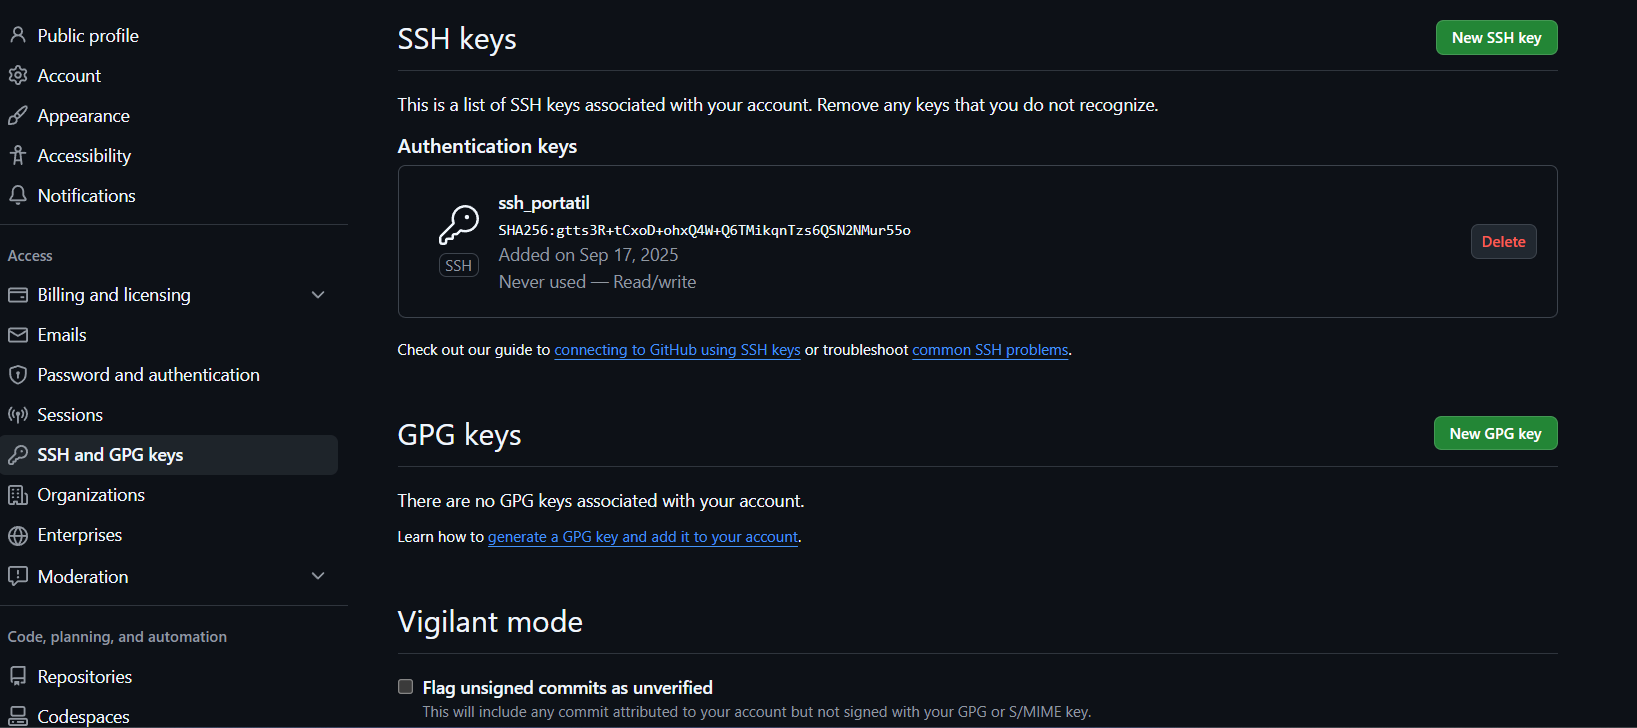 Public profile
Account
Appearance
Accessibility
Notifications
Access
Billing and licensing
Emails
Password and authentication
Sessions
SSH and GPG keys
Organizations
Enterprises
Moderation
Code, planning, and automation
Repositories
Codespaces
SSH keys
New SSH key
This is a list of SSH keys associated with your account. Remove any keys that you do not recognize.
Authentication keys
ssh_portatil
SHA256:gtts3R+tCxoD+ohxQ4W+Q6TMikqnTzs6QSN2NMur55o
Added on Sep 17, 2025
Never used — Read/write
SSH
Delete
Check out our guide to connecting to GitHub using SSH keys or troubleshoot common SSH problems.
GPG keys
New GPG key
There are no GPG keys associated with your account.
Learn how to generate a GPG key and add it to your account.
Vigilant mode
Flag unsigned commits as unverified
This will include any commit attributed to your account but not signed with your GPG or S/MIME key.